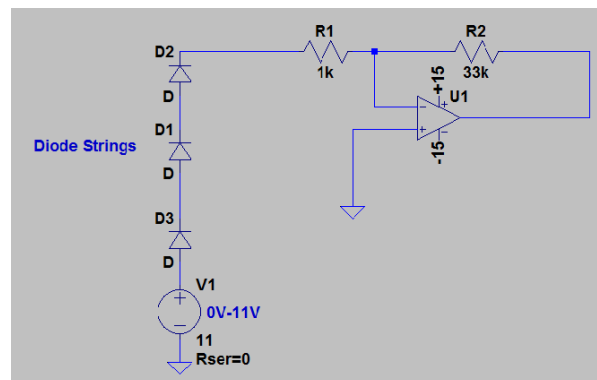 R1
1k
R2
33k
+15
U1
-15
D2
D
D1
D
D3
D
Diode Strings
V1
0V-11V
11
Rser=0